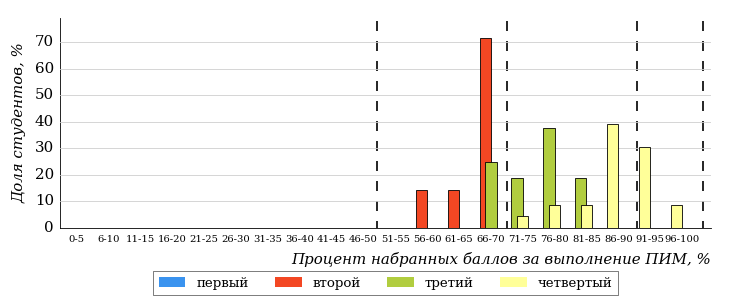 Доля студентов, %
70
60
50
40
30
20
10
0
0-5 6-10 11-15 16-20 21-25 26-30 31-35 36-40 41-45 46-50 51-55 56-60 61-65 66-70 71-75 76-80 81-85 86-90 91-95 96-100
Процент набранных баллов за выполнение ПИМ, %
первый второй третий четвертый